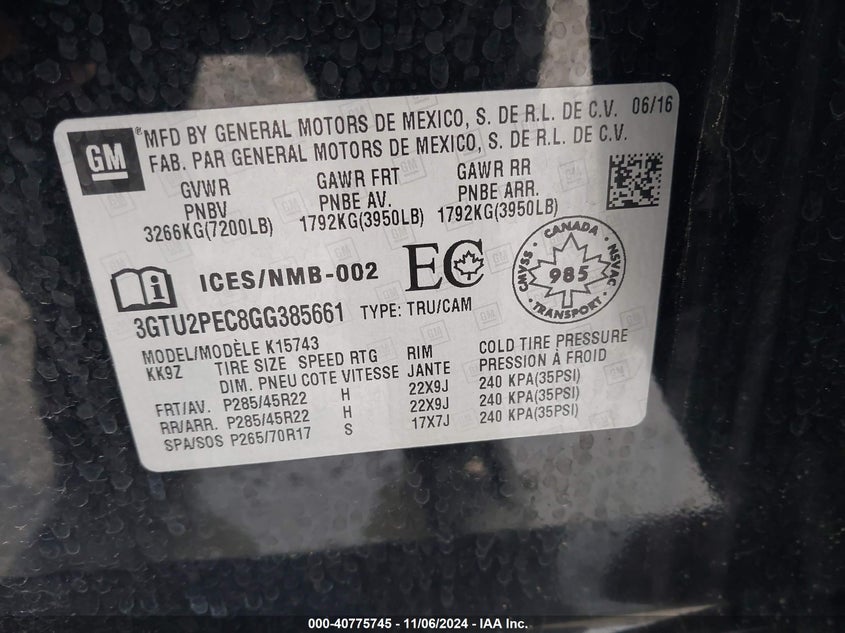 GM
® MFD BY GENERAL MOTORS DE MEXICO, S. DE R.L. DE C.V. 06/16
FAB. PAR GENERAL MOTORS DE MEXICO, S. DE R.L. DE C.V.
GVWR GAWR FRT GAWR RR
PNBV PNBE AV. PNBE ARR.
3266KG(7200LB) 1792KG(3950LB) 1792KG(3950LB)
i ICES/NMB-002 EC
CANADA
CMVSS 985 NSVAC
TRANSPORT
3GTU2PEC8GG385661 TYPE: TRU/CAM
MODEL/MODÈLE K15743
KK9Z TIRE SIZE SPEED RTG RIM COLD TIRE PRESSURE
DIM. PNEU COTE VITESSE JANTE PRESSION À FROID
FRT/AV. P285/45R22 H 22X9J 240 KPA(35PSI)
RR/ARR. P285/45R22 H 22X9J 240 KPA(35PSI)
SPA/SOS P265/70R17 S 17X7J 240 KPA(35PSI)
000-40775745 - 11/06/2024 - IAA Inc.